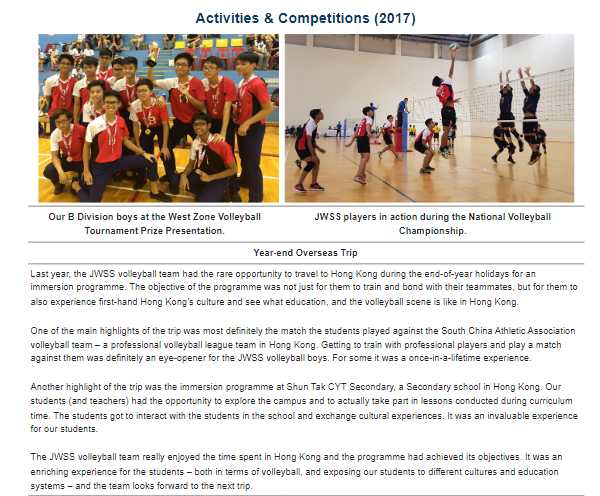 Activities & Competitions (2017)
Our B Division boys at the West Zone Volleyball
Tournament Prize Presentation.
JWSS players in action during the National Volleyball
Championship.
Year-end Overseas Trip
Last year, the JWSS volleyball team had the rare opportunity to travel to Hong Kong during the end-of-year holidays for an
immersion programme. The objective of the programme was not just for them to train and bond with their teammates, but for them to
also experience first-hand Hong Kong's culture and see what education, and the volleyball scene is like in Hong Kong.
One of the main highlights of the trip was most definitely the match the students played against the South China Athletic Association
volleyball team – a professional volleyball league team in Hong Kong. Getting to train with professional players and play a match
against them was definitely an eye-opener for the JWSS volleyball boys. For some it was a once-in-a-lifetime experience.
Another highlight of the trip was the immersion programme at Shun Tak CYT Secondary, a Secondary school in Hong Kong. Our
students (and teachers) had the opportunity to explore the campus and to actually take part in lessons conducted during curriculum
time. The students got to interact with the students in the school and exchange cultural experiences. It was an invaluable experience
for our students.
The JWSS volleyball team really enjoyed the time spent in Hong Kong and the programme had achieved its objectives. It was an
enriching experience for the students – both in terms of volleyball, and exposing our students to different cultures and education
systems – and the team looks forward to the next trip.